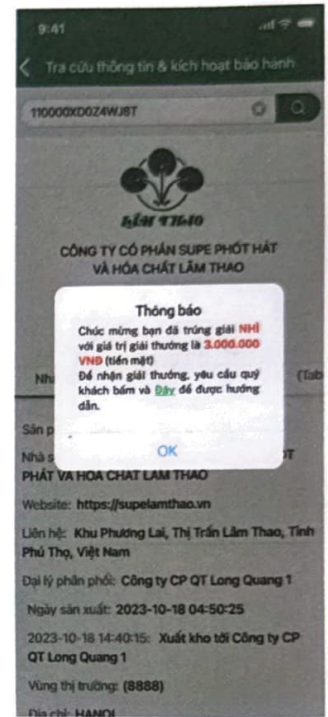 9:41
Tra cứu thông tin & kích hoạt bảo hành
110000XD0Z4WJ8T
LÂM THAO
CÔNG TY CỔ PHẦN SUPE PHỐT PHÁT
VÀ HÓA CHẤT LÂM THAO
Thông báo
Chúc mừng bạn đã trúng giải NHÌ
với giá trị giải thưởng là 3.000.000
VNĐ (tiền mặt)
Để nhận giải thưởng, yêu cầu quý
khách bấm và Đây để được hướng
dẫn.
OK
Nhà
(Tab
Sản p
Nhà s
OT
PHÁT VÀ HÓA CHẤT LÂM THAO
Website: https://supelamthao.vn
Liên hệ: Khu Phương Lai, Thị Trấn Lâm Thao, Tỉnh
Phú Thọ, Việt Nam
Đại lý phân phối: Công ty CP QT Long Quang 1
Ngày sản xuất: 2023-10-18 04:50:25
2023-10-18 14:40:15: Xuất kho tới Công ty CP
QT Long Quang 1
Vùng thị trường: (8888)
Địa chỉ: HANOI